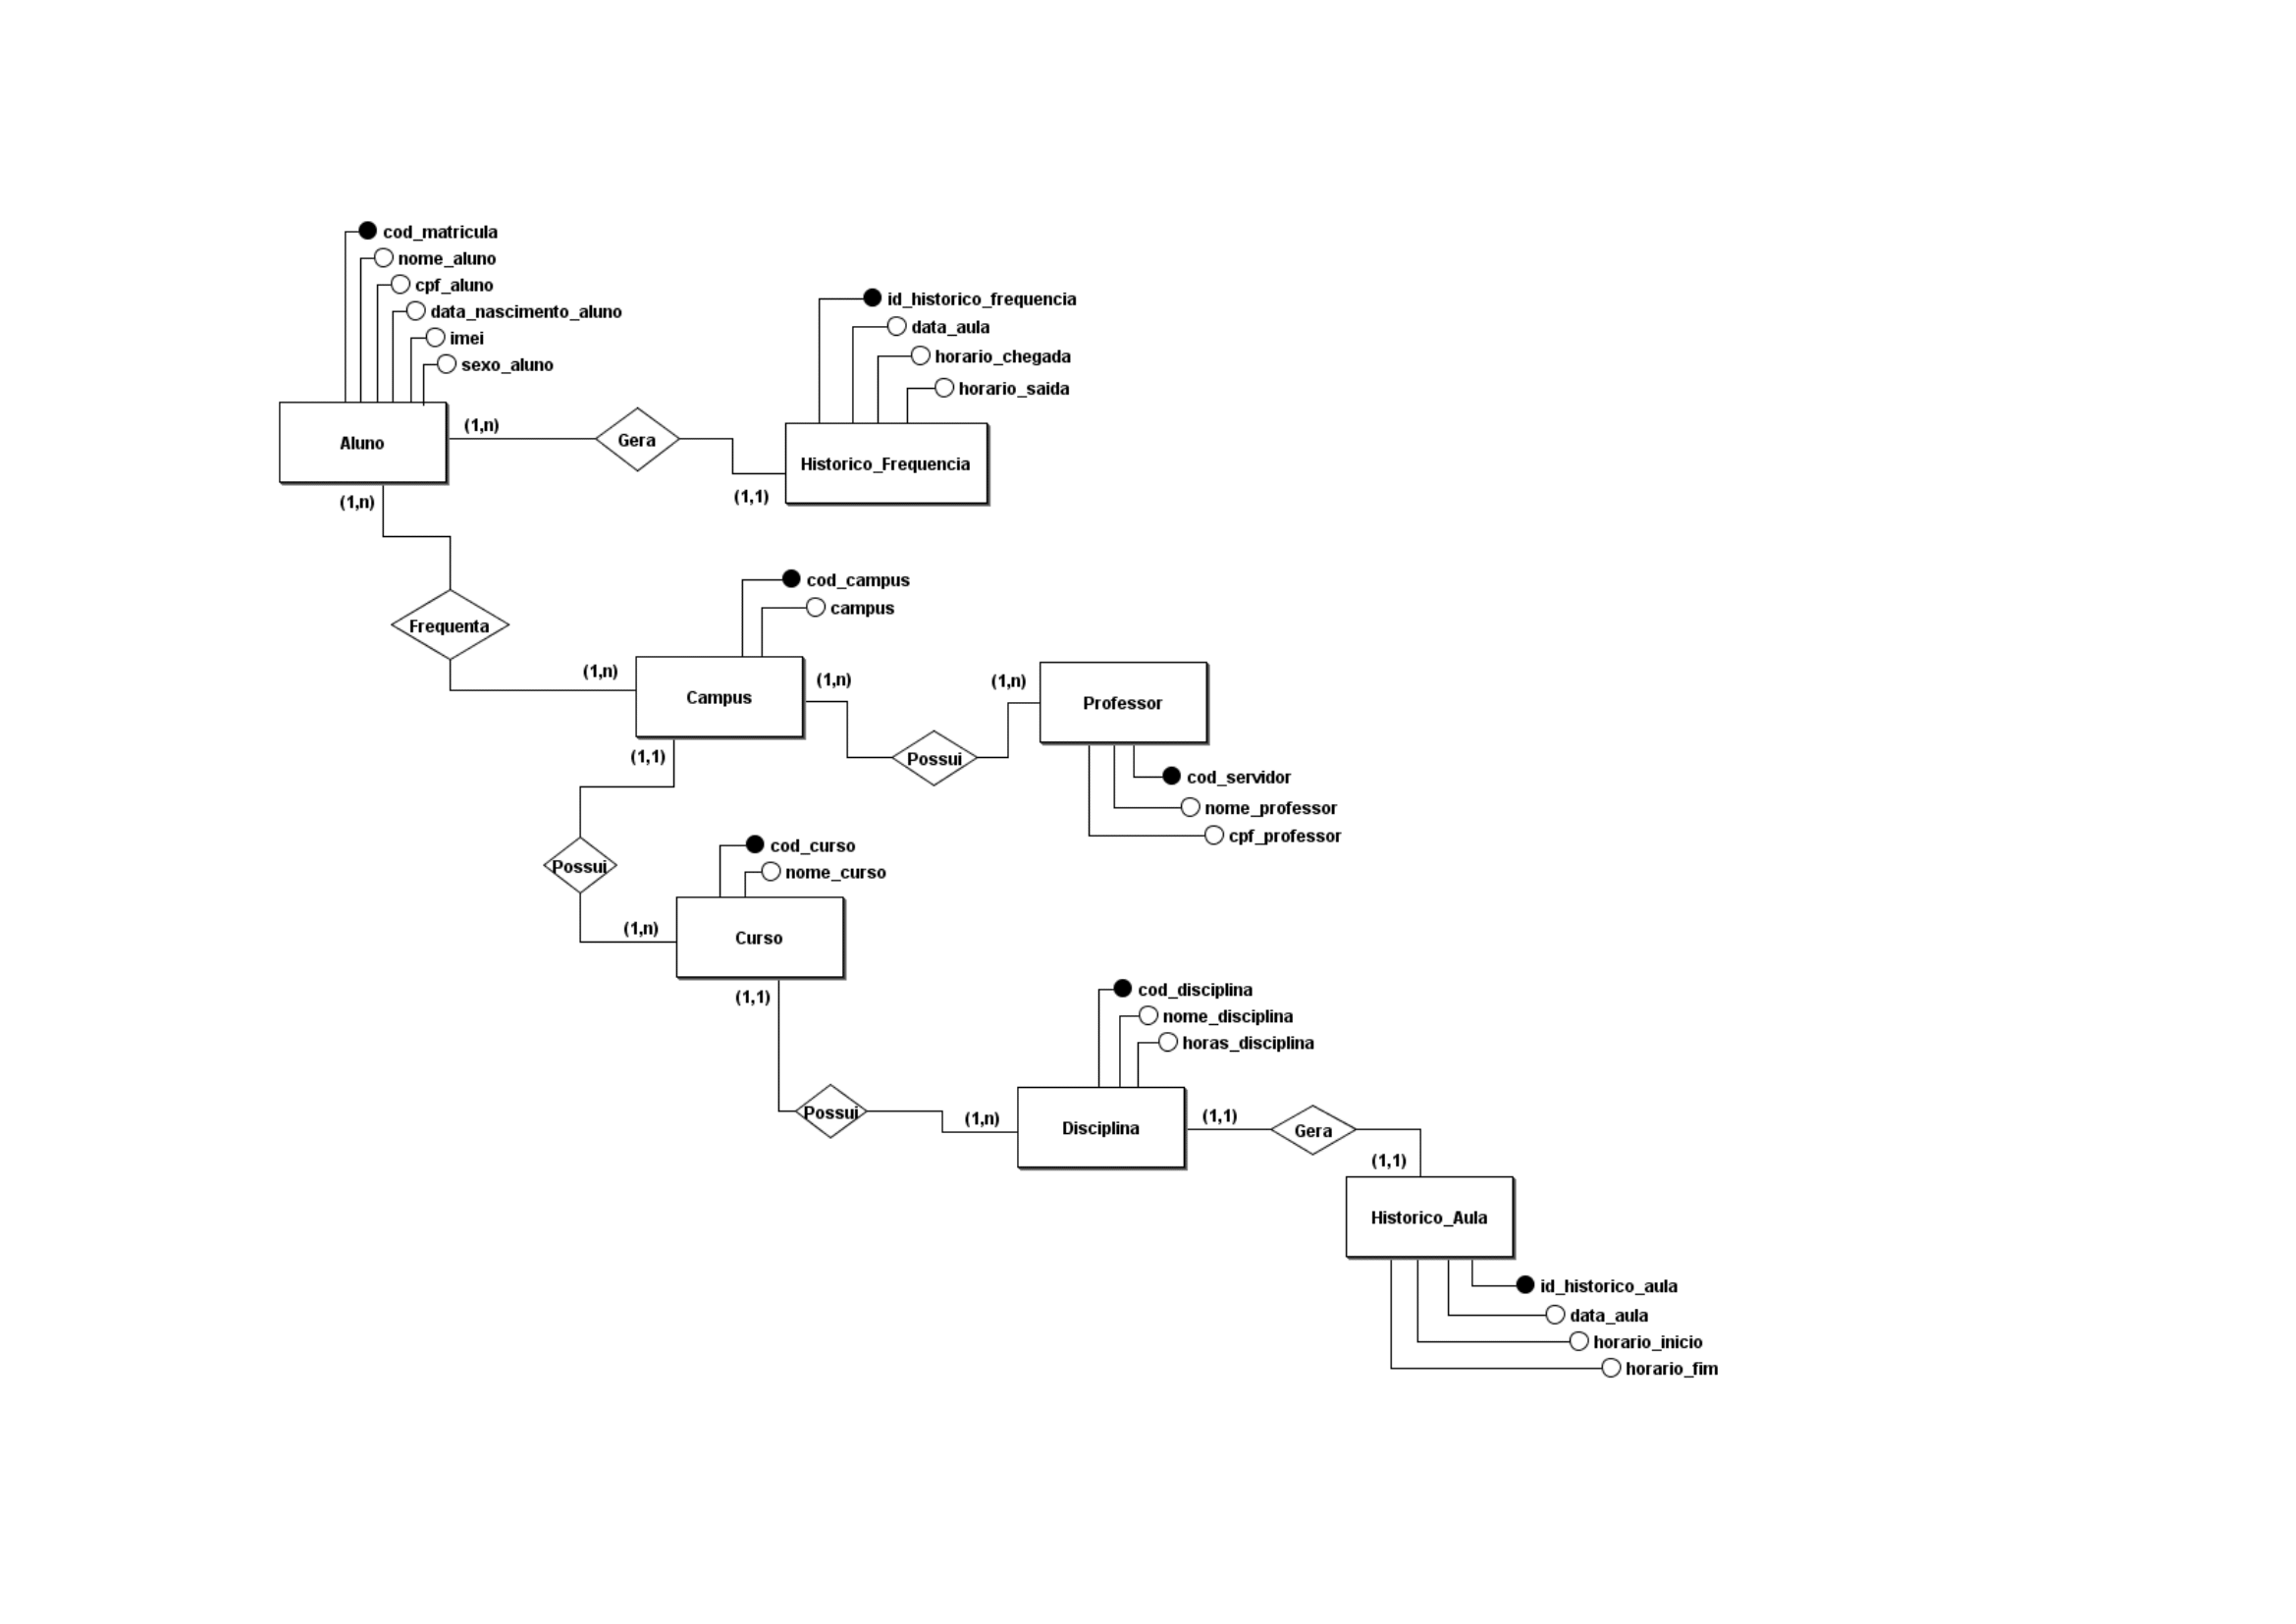 cod_matricula
nome_aluno
cpf_aluno
data_nascimento_aluno
imei
sexo_aluno
id_historico_frequencia
data_aula
horario_chegada
horario_saida
Aluno
(1,n)
Gera
Historico_Frequencia
(1,1)
(1,n)
Frequenta
cod_campus
campus
(1,n)
Campus
(1,n)
(1,n)
Professor
(1,1)
Possui
cod_servidor
nome_professor
cpf_professor
Possui
cod_curso
nome_curso
(1,n)
Curso
(1,1)
cod_disciplina
nome_disciplina
horas_disciplina
Possui
(1,n)
Disciplina
(1,1)
Gera
(1,1)
Historico_Aula
id_historico_aula
data_aula
horario_inicio
horario_fim